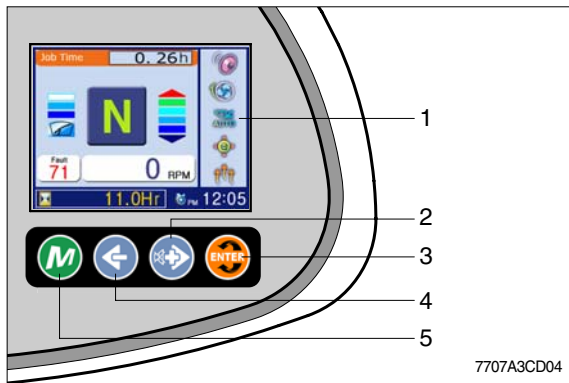 Job Time 0.26h
N
Fault
71
0 RPM
11.0Hr PM 12:05
M
ENTER
1
2
3
4
5
7707A3CD04